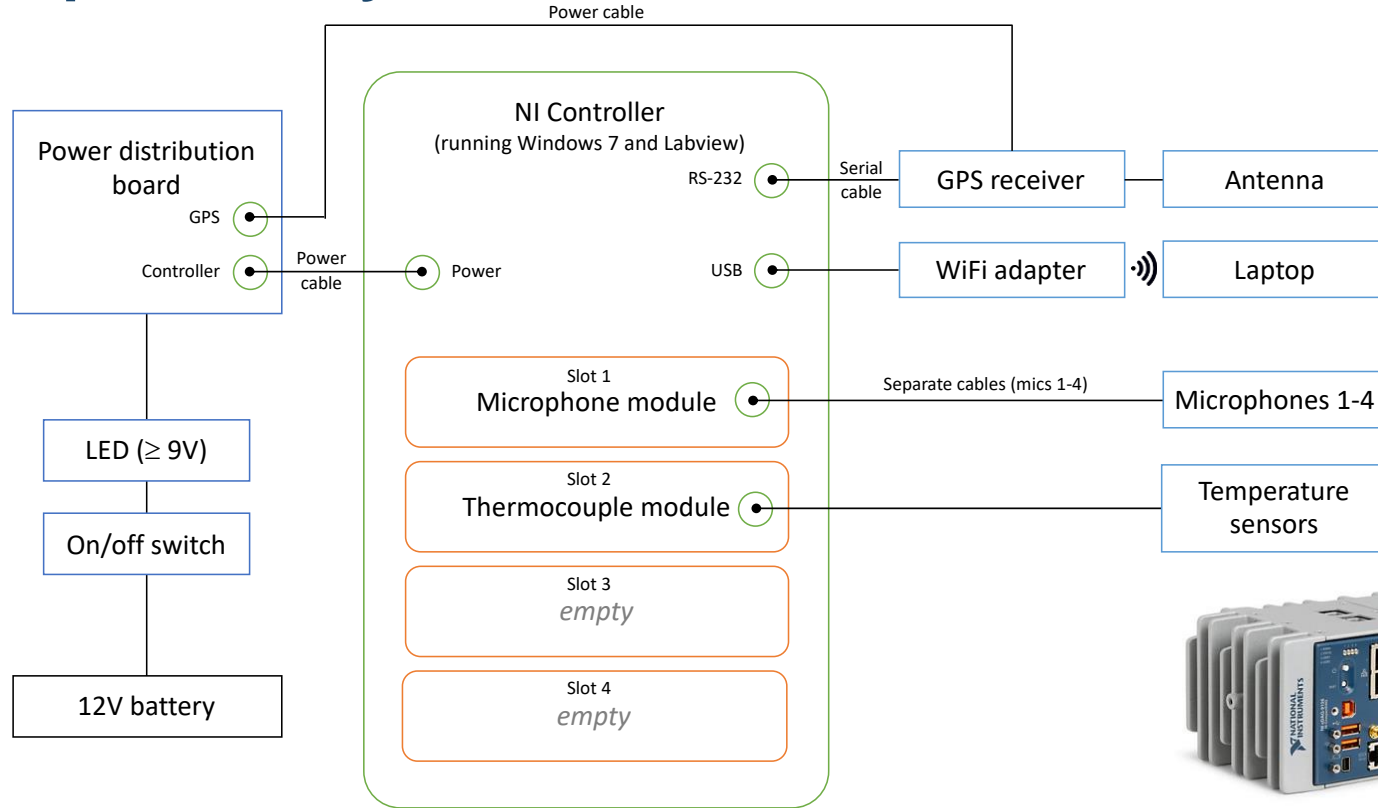 Power cable
NI Controller
(running Windows 7 and Labview)
Power distribution
board
GPS
Controller
Power
cable
Power
RS-232
Serial
cable
GPS receiver
Antenna
USB
WiFi adapter
Laptop
Slot 1
Microphone module
Separate cables (mics 1-4)
Microphones 1-4
LED (≥ 9V)
Slot 2
Thermocouple module
Temperature
sensors
On/off switch
Slot 3
empty
Slot 4
empty
12V battery
NATIONAL
INSTRUMENTS